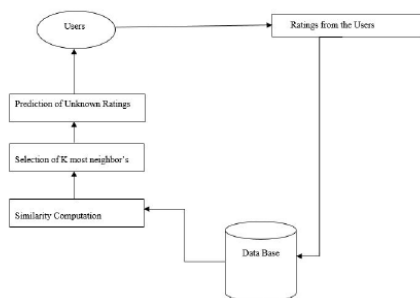 Users
Ratings from the Users
Prediction of Unknown Ratings
Selection of K most neighbor's
Similarity Computation
Data Base